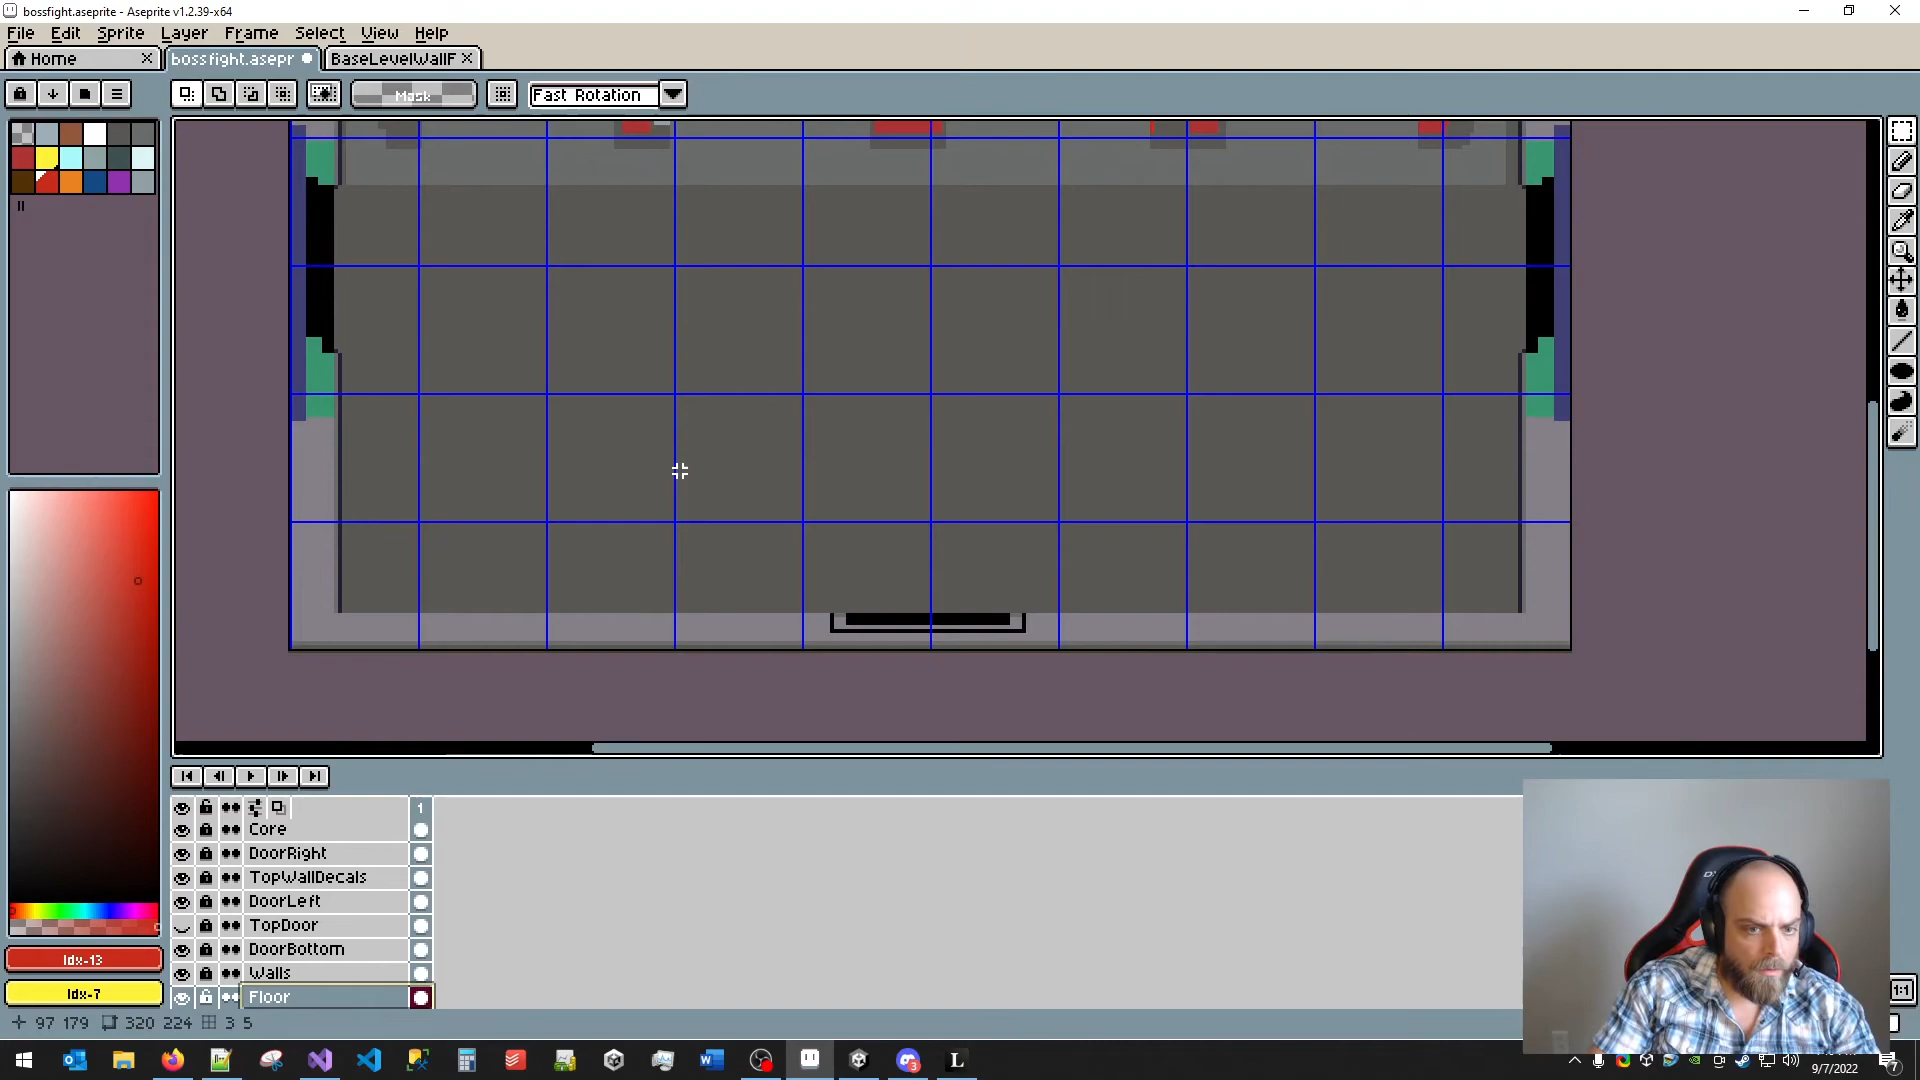 bossfight.aseprite - Aseprite v1.2.39-x64
File Edit Sprite Layer Frame Select View Help
Home bossfight.asepr BaseLevelWallF
Mask Fast Rotation
1
Core
DoorRight
TopWallDecals
DoorLeft
TopDoor
DoorBottom
Walls
Floor
Idx-13
Idx-7
97 179 320 224 3 5
1:1
9/7/2022